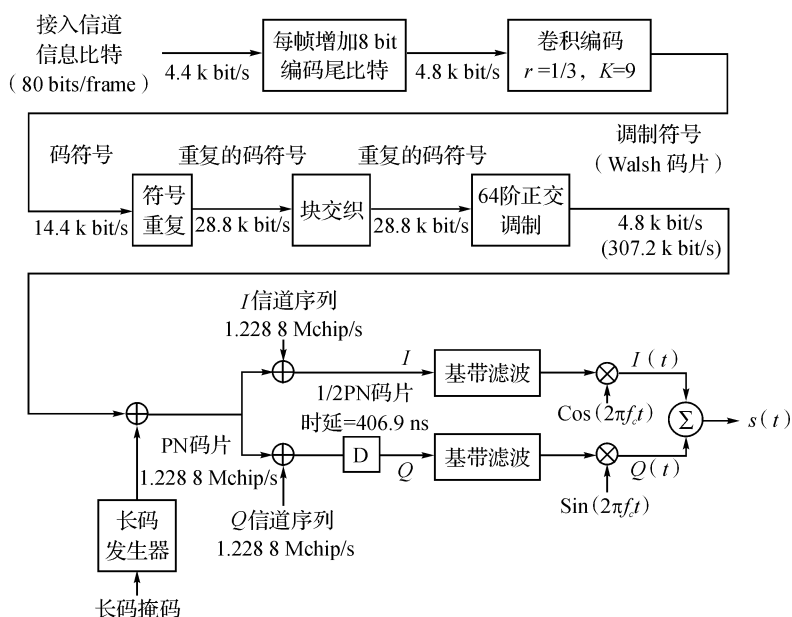 接入信道
信息比特
(80 bits/frame)
4.4 k bit/s
每帧增加8 bit
编码尾比特
4.8 k bit/s
卷积编码
r =1/3，K=9
码符号
14.4 k bit/s
符号
重复
重复的码符号
28.8 k bit/s
块交织
重复的码符号
28.8 k bit/s
64阶正交
调制
调制符号
(Walsh 码片)
4.8 k bit/s
(307.2 k bit/s)
I信道序列
1.228 8 Mchip/s
I
基带滤波
I(t)
1/2PN码片
时延=406.9 ns
Cos(2πfct)
Σ
s(t)
PN码片
1.228 8 Mchip/s
D
Q
基带滤波
Q(t)
Sin(2πfct)
Q信道序列
1.228 8 Mchip/s
长码
发生器
长码掩码